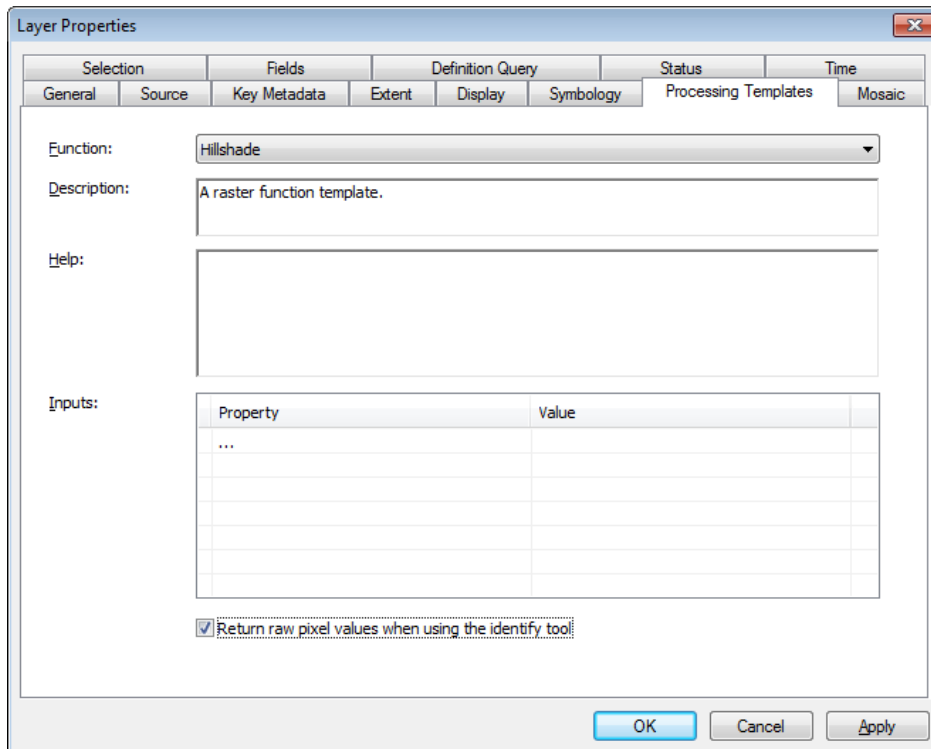 Layer Properties
Selection Fields Definition Query Status Time
General Source Key Metadata Extent Display Symbology Processing Templates Mosaic
Function: Hillshade
Description: A raster function template.
Help:
Inputs:
Property Value
...
Return raw pixel values when using the identify tool
OK Cancel Apply